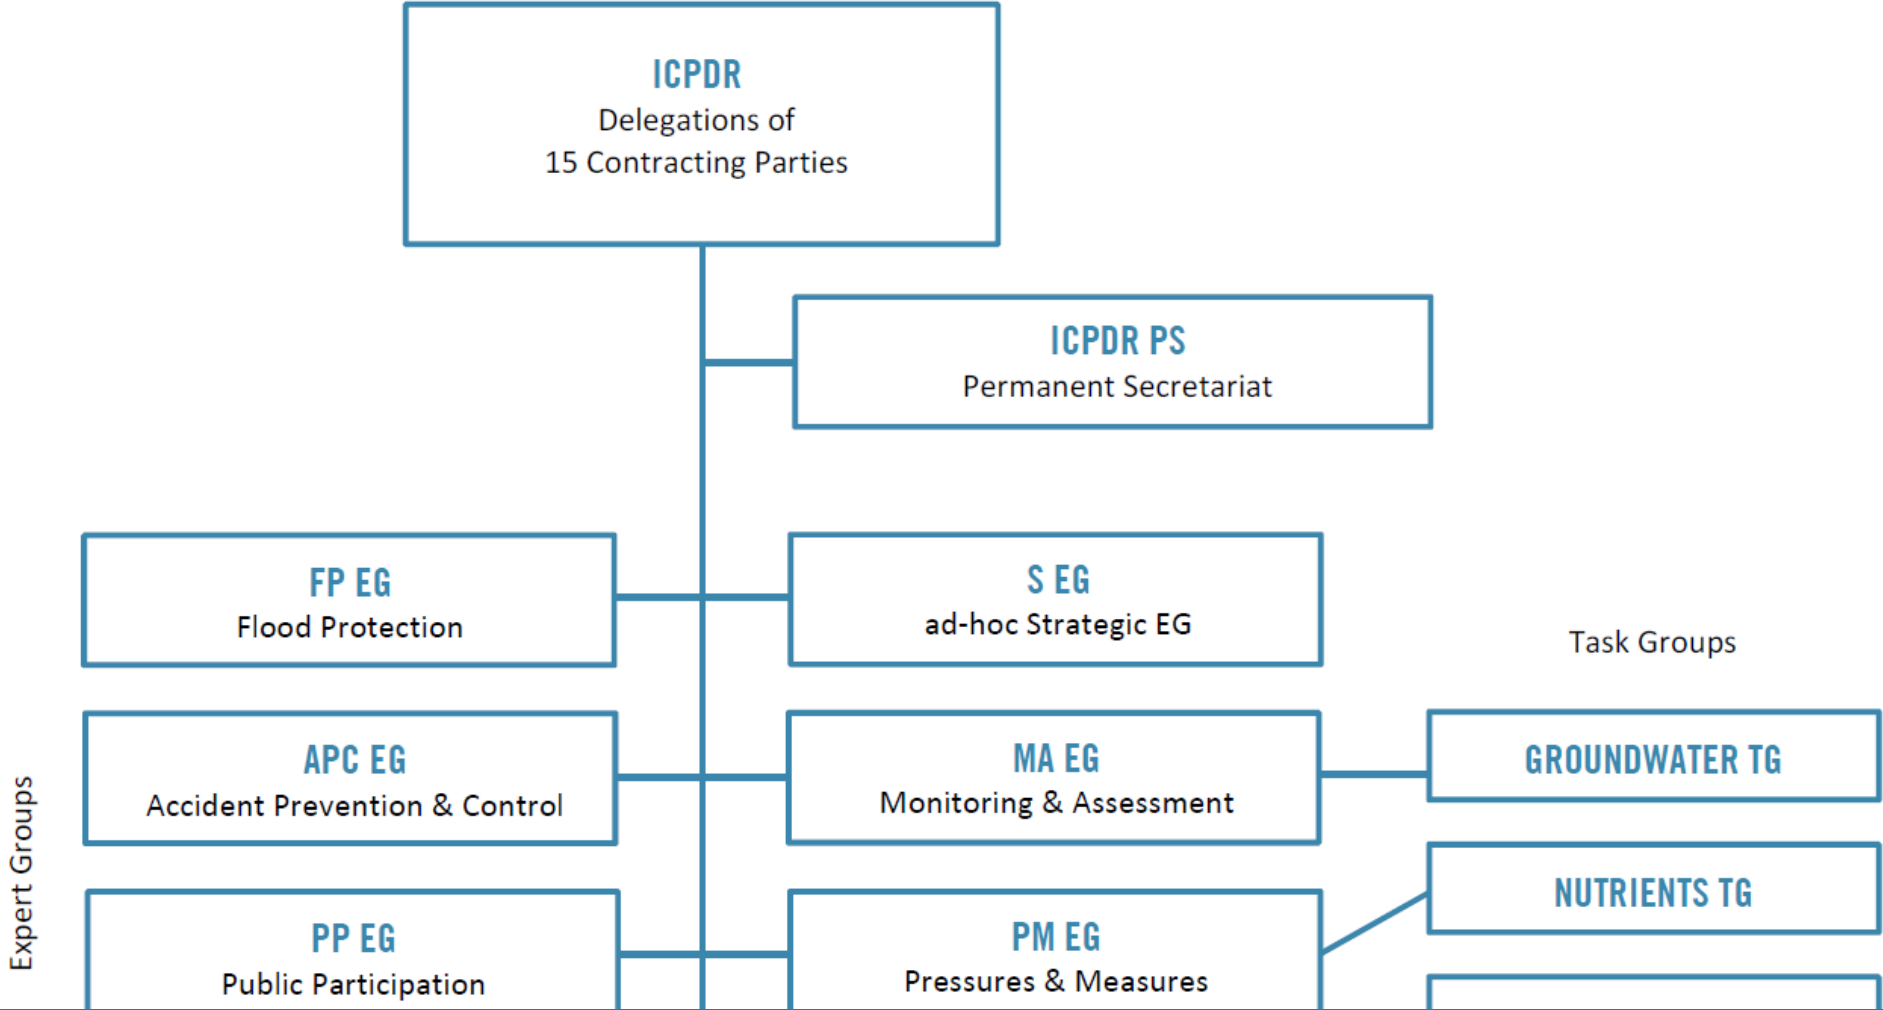 ICPDR
Delegations of
15 Contracting Parties
ICPDR PS
Permanent Secretariat
FP EG
Flood Protection
S EG
ad-hoc Strategic EG
Task Groups
Expert Groups
APC EG
Accident Prevention & Control
MA EG
Monitoring & Assessment
GROUNDWATER TG
NUTRIENTS TG
PP EG
Public Participation
PM EG
Pressures & Measures